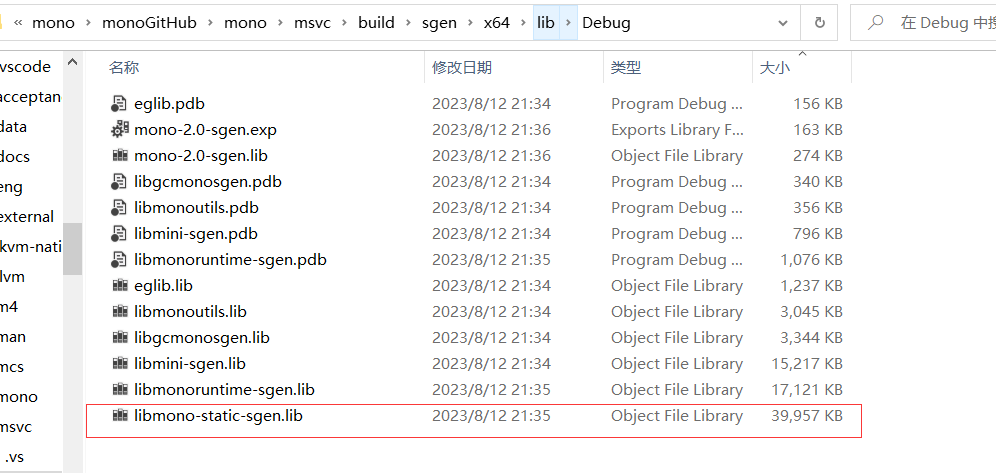 « mono › monoGitHub › mono › msvc › build › sgen › x64 › lib › Debug
在 Debug 中
名称 修改日期 类型 大小
eglib.pdb 2023/8/12 21:34 Program Debug ... 156 KB
mono-2.0-sgen.exp 2023/8/12 21:36 Exports Library F... 163 KB
mono-2.0-sgen.lib 2023/8/12 21:36 Object File Library 274 KB
libgcmonosgen.pdb 2023/8/12 21:34 Program Debug ... 340 KB
libmonoutils.pdb 2023/8/12 21:34 Program Debug ... 356 KB
libmini-sgen.pdb 2023/8/12 21:34 Program Debug ... 796 KB
libmonoruntime-sgen.pdb 2023/8/12 21:35 Program Debug ... 1,076 KB
eglib.lib 2023/8/12 21:34 Object File Library 1,237 KB
libmonoutils.lib 2023/8/12 21:34 Object File Library 3,045 KB
libgcmonosgen.lib 2023/8/12 21:34 Object File Library 3,344 KB
libmini-sgen.lib 2023/8/12 21:34 Object File Library 15,217 KB
libmonoruntime-sgen.lib 2023/8/12 21:35 Object File Library 17,121 KB
libmono-static-sgen.lib 2023/8/12 21:35 Object File Library 39,957 KB
vscode
acceptan
data
docs
eng
external
kvm-nati
lvm
m4
man
mcs
mono
msvc
.vs